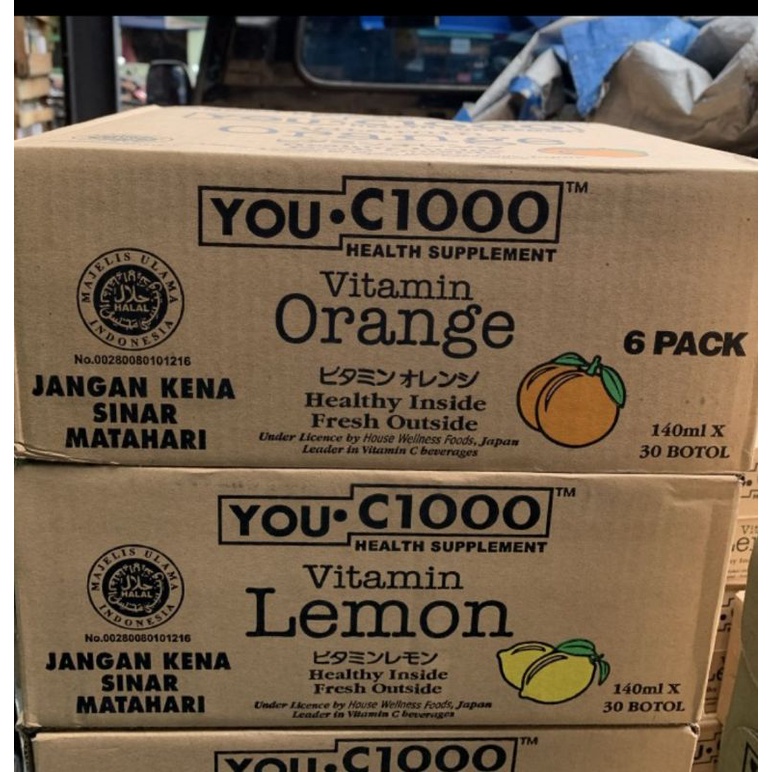 Orange
YOU•C1000™
HEALTH SUPPLEMENT
MAJELIS ULAMA
حلال
HALAL
INDONESIA
No.00280080101216
JANGAN KENA
SINAR
MATAHARI
Vitamin
Orange
ビタミン オレンジ
Healthy Inside
Fresh Outside
Under Licence by House Wellness Foods, Japan
Leader in Vitamin C beverages
6 PACK
140ml X
30 BOTOL
YOU•C1000™
HEALTH SUPPLEMENT
MAJELIS ULAMA
حلال
HALAL
INDONESIA
No.00280080101216
JANGAN KENA
SINAR
MATAHARI
Vitamin
Lemon
ビタミンレモン
Healthy Inside
Fresh Outside
Under Licence by House Wellness Foods, Japan
Leader in Vitamin C beverages
140ml X
30 BOTOL
YOU•C1000™